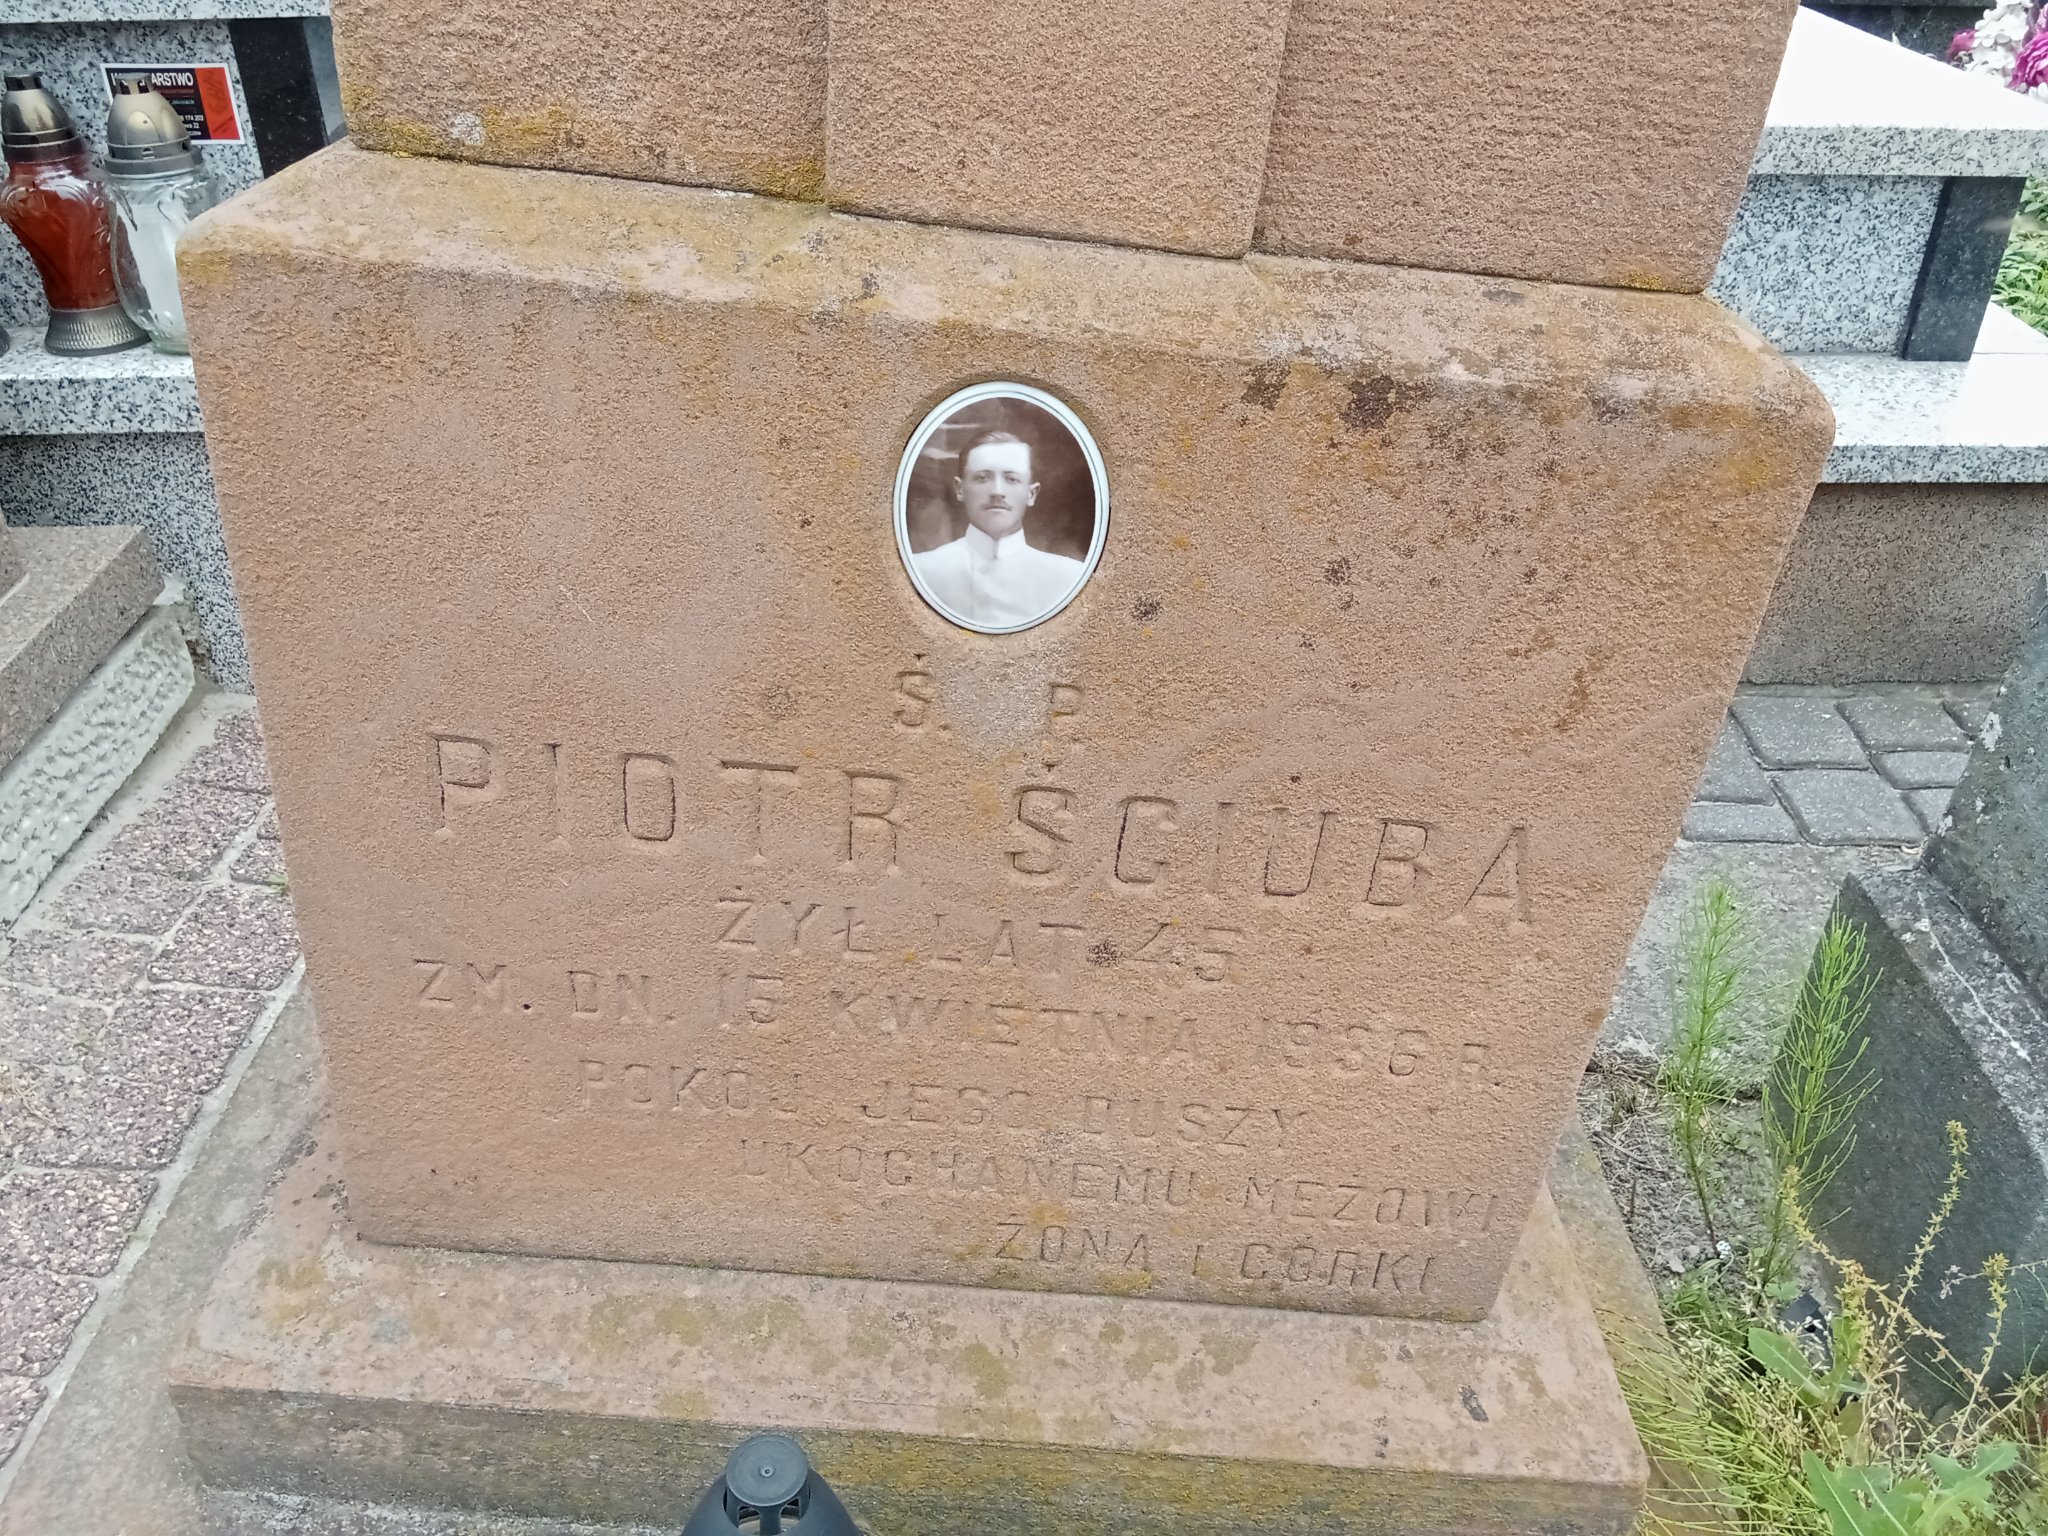 Ś. P
PIOTR ŚCIUBA
ŻYŁ LAT 45
ZM. DN. 15 KWIETNIA 1936 R.
POKÓJ JEGO DUSZY
UKOCHANEMU MĘŻOWI
ŻONA I CÓRKI